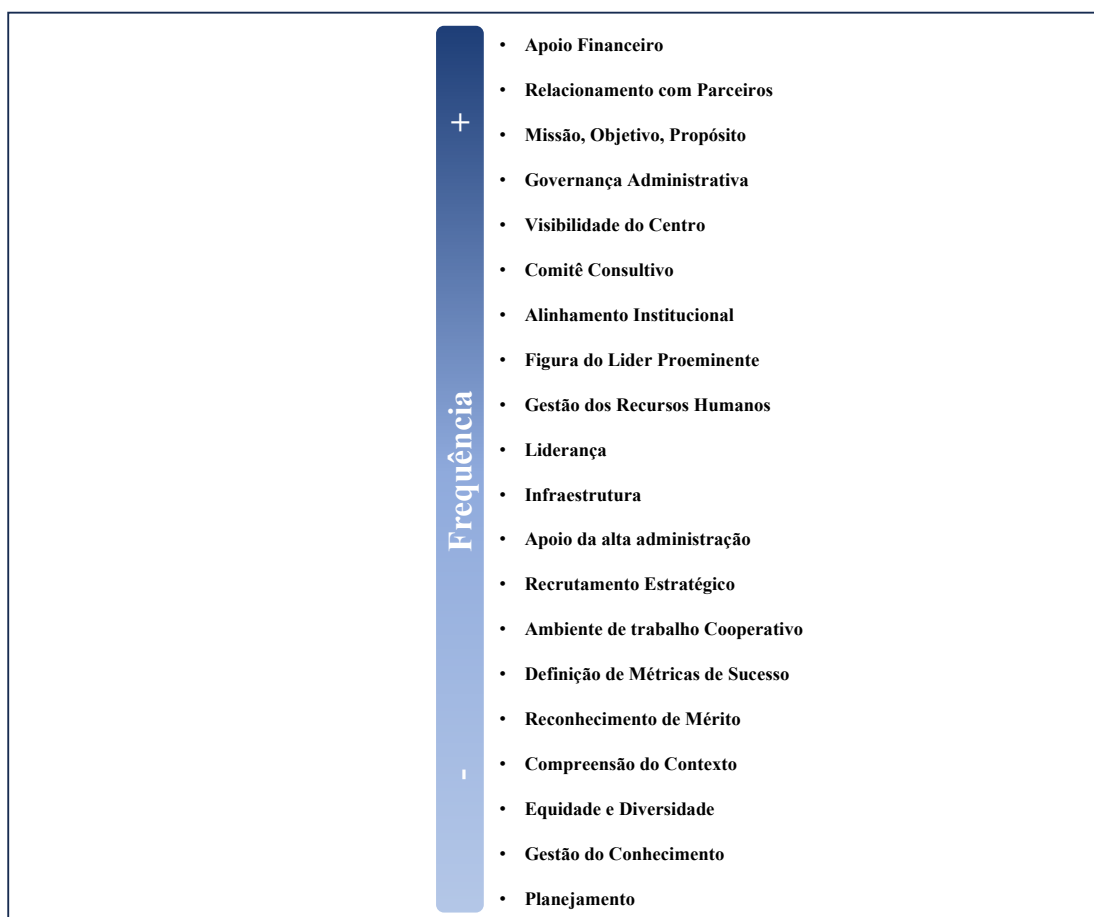 +
Frequência
-
• Apoio Financeiro
• Relacionamento com Parceiros
• Missão, Objetivo, Propósito
• Governança Administrativa
• Visibilidade do Centro
• Comitê Consultivo
• Alinhamento Institucional
• Figura do Lider Proeminente
• Gestão dos Recursos Humanos
• Liderança
• Infraestrutura
• Apoio da alta administração
• Recrutamento Estratégico
• Ambiente de trabalho Cooperativo
• Definição de Métricas de Sucesso
• Reconhecimento de Mérito
• Compreensão do Contexto
• Equidade e Diversidade
• Gestão do Conhecimento
• Planejamento